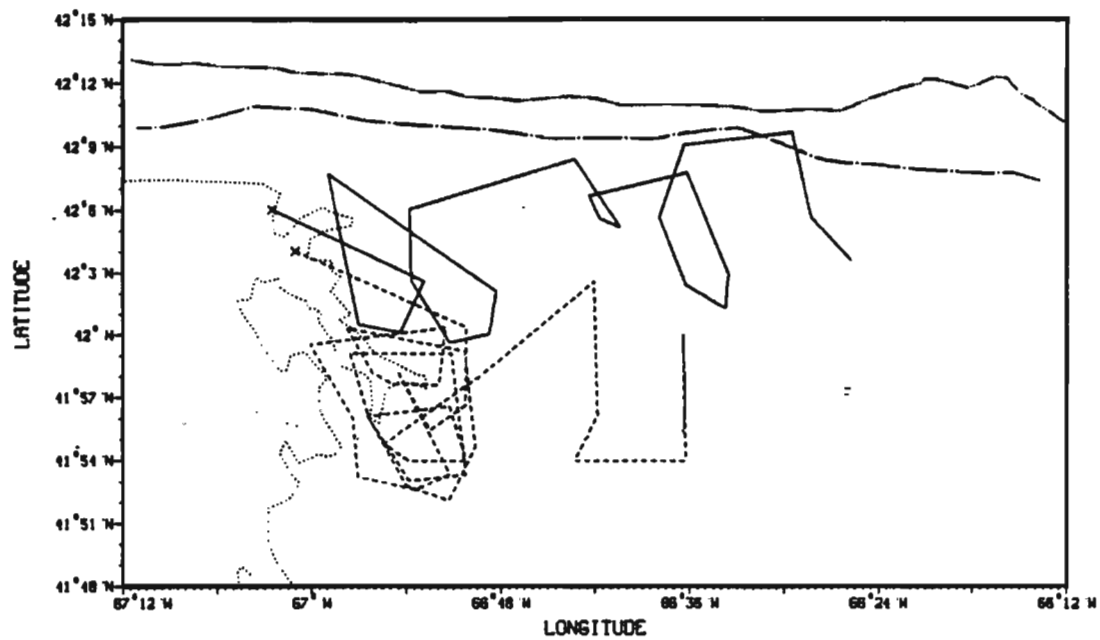 42°15 'W
42°12 'W
42°9 'W
42°6 'W
42°3 'W
42° 'W
41°57 'W
41°54 'W
41°51 'W
41°48 'W
LATITUDE
67°12 'W
67° 'W
66°48 'W
66°36 'W
66°24 'W
66°12 'W
LONGITUDE